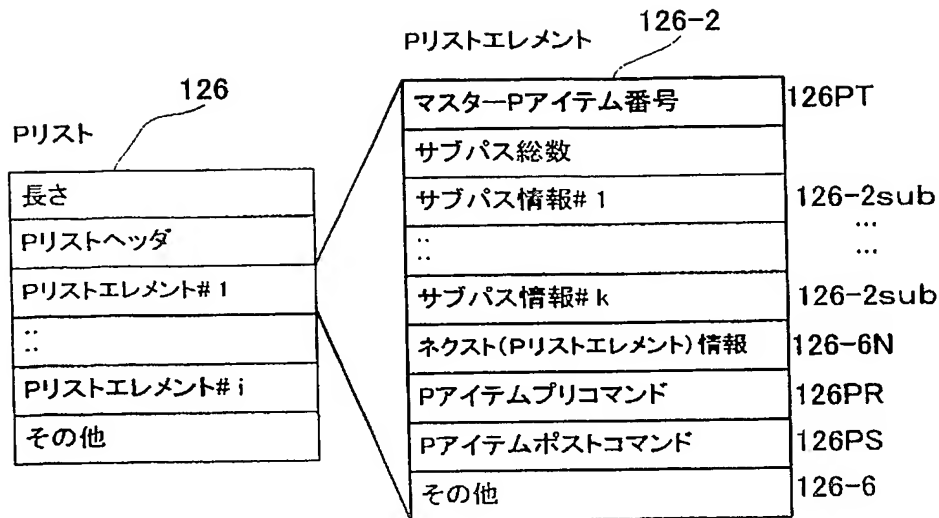 126
Pリスト
長さ
Pリストヘッダ
Pリストエレメント#1
::
Pリストエレメント#i
その他
126-2
Pリストエレメント
マスターPアイテム番号 126PT
サブパス総数
サブパス情報#1 126-2sub
:: …
…
サブパス情報#k 126-2sub
ネクスト(Pリストエレメント)情報 126-6N
Pアイテムプリコマンド 126PR
Pアイテムポストコマンド 126PS
その他 126-6